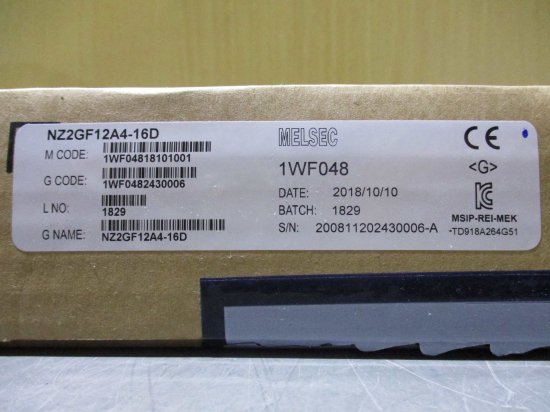 NZ2GF12A4-16D
M CODE: 1WF04818101001
G CODE: 1WF0482430006
L NO: 1829
G NAME: NZ2GF12A4-16D
MELSEC
1WF048
DATE: 2018/10/10
BATCH: 1829
S/N: 200811202430006-A
CE
<G>
MSIP-REI-MEK
-TD918A264G51